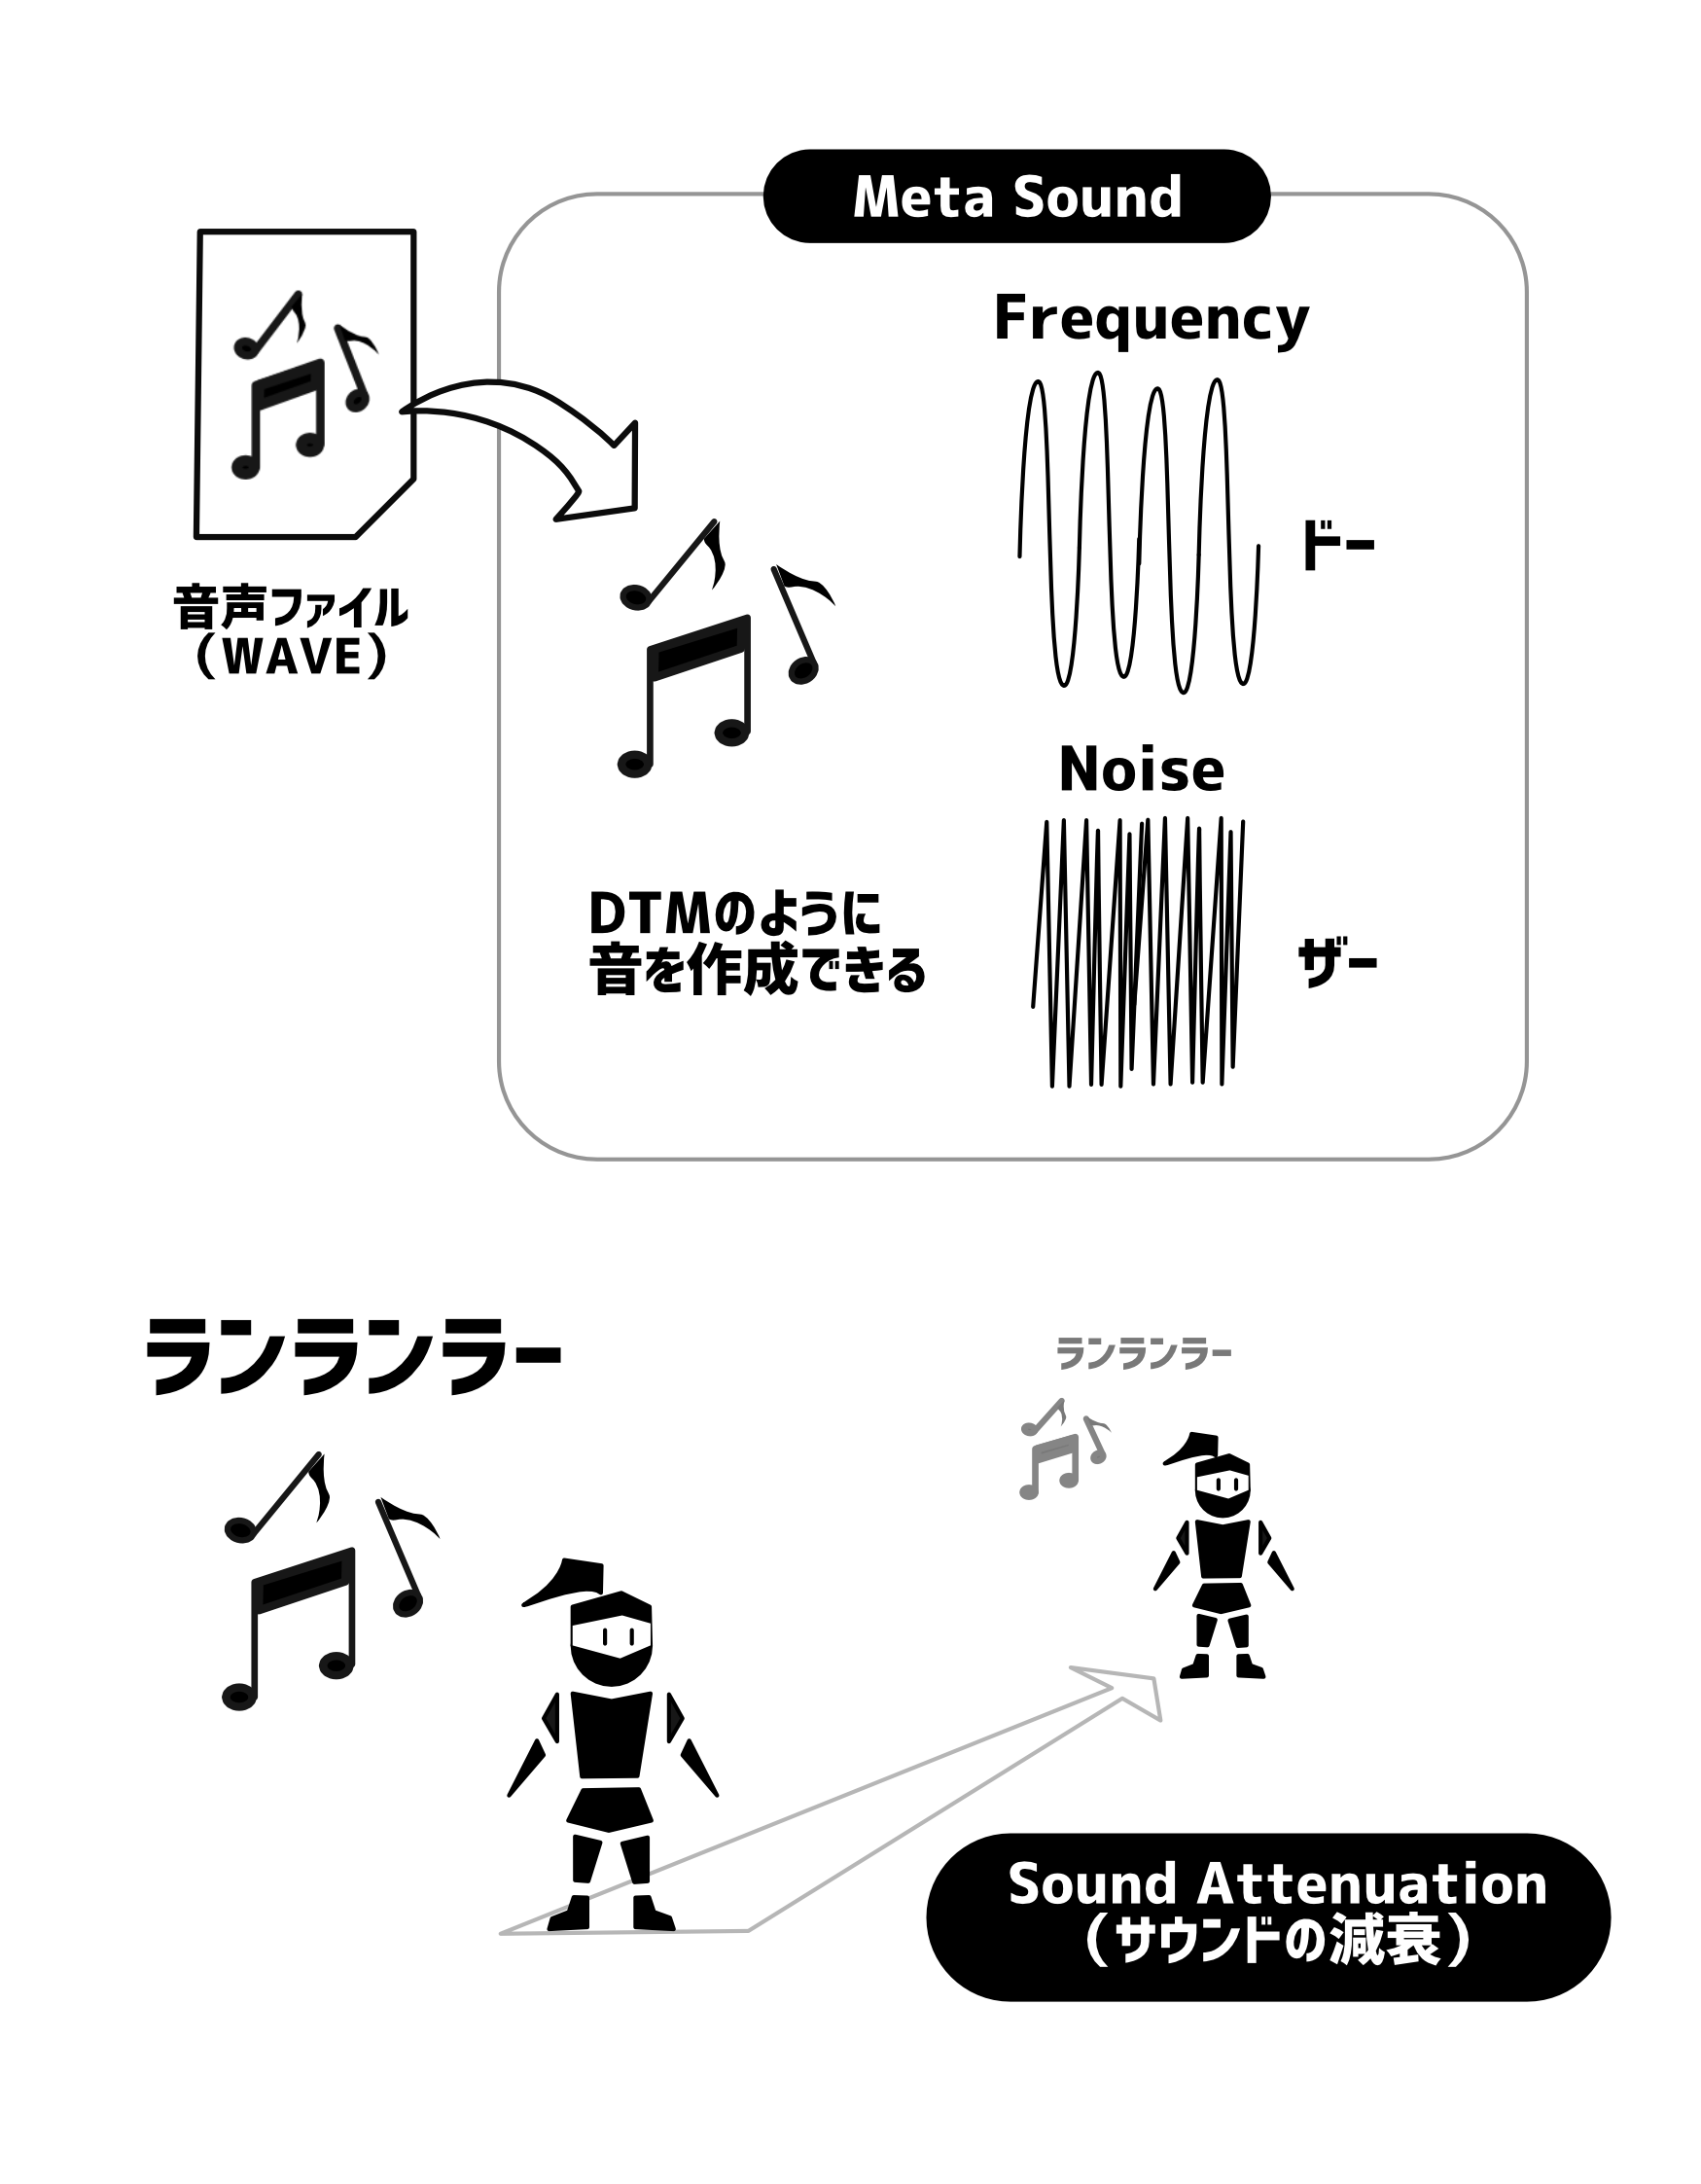 Meta Sound
音声ファイル
（WAVE）
Frequency
ドー
Noise
ザー
DTMのように
音を作成できる
ランランラー
ランランラー
Sound Attenuation
（サウンドの減衰）